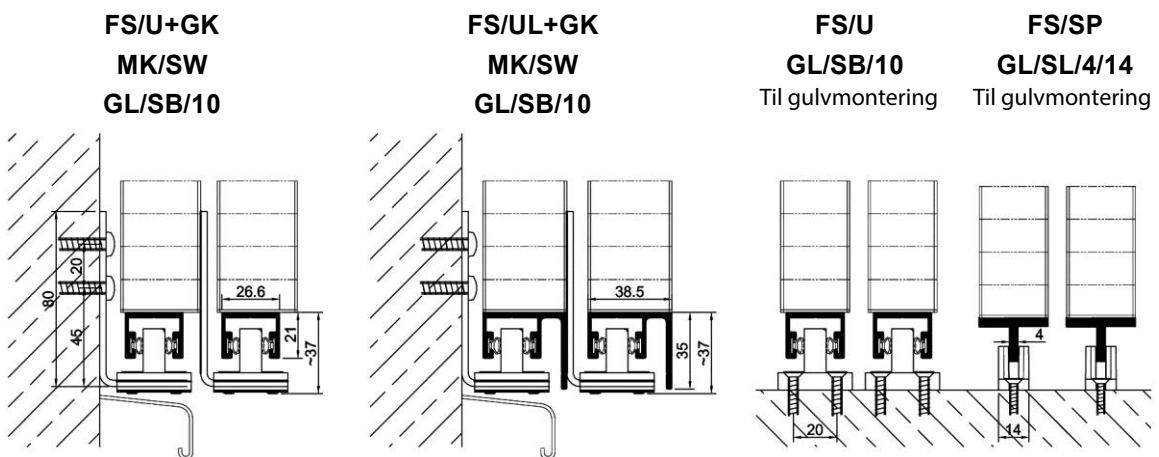 FS/U+GK
MK/SW
GL/SB/10
FS/UL+GK
MK/SW
GL/SB/10
FS/U
GL/SB/10
Til gulvmontering
FS/SP
GL/SL/4/14
Til gulvmontering
80
20
45
26.6
21
~37
38.5
35
~37
20
4
14